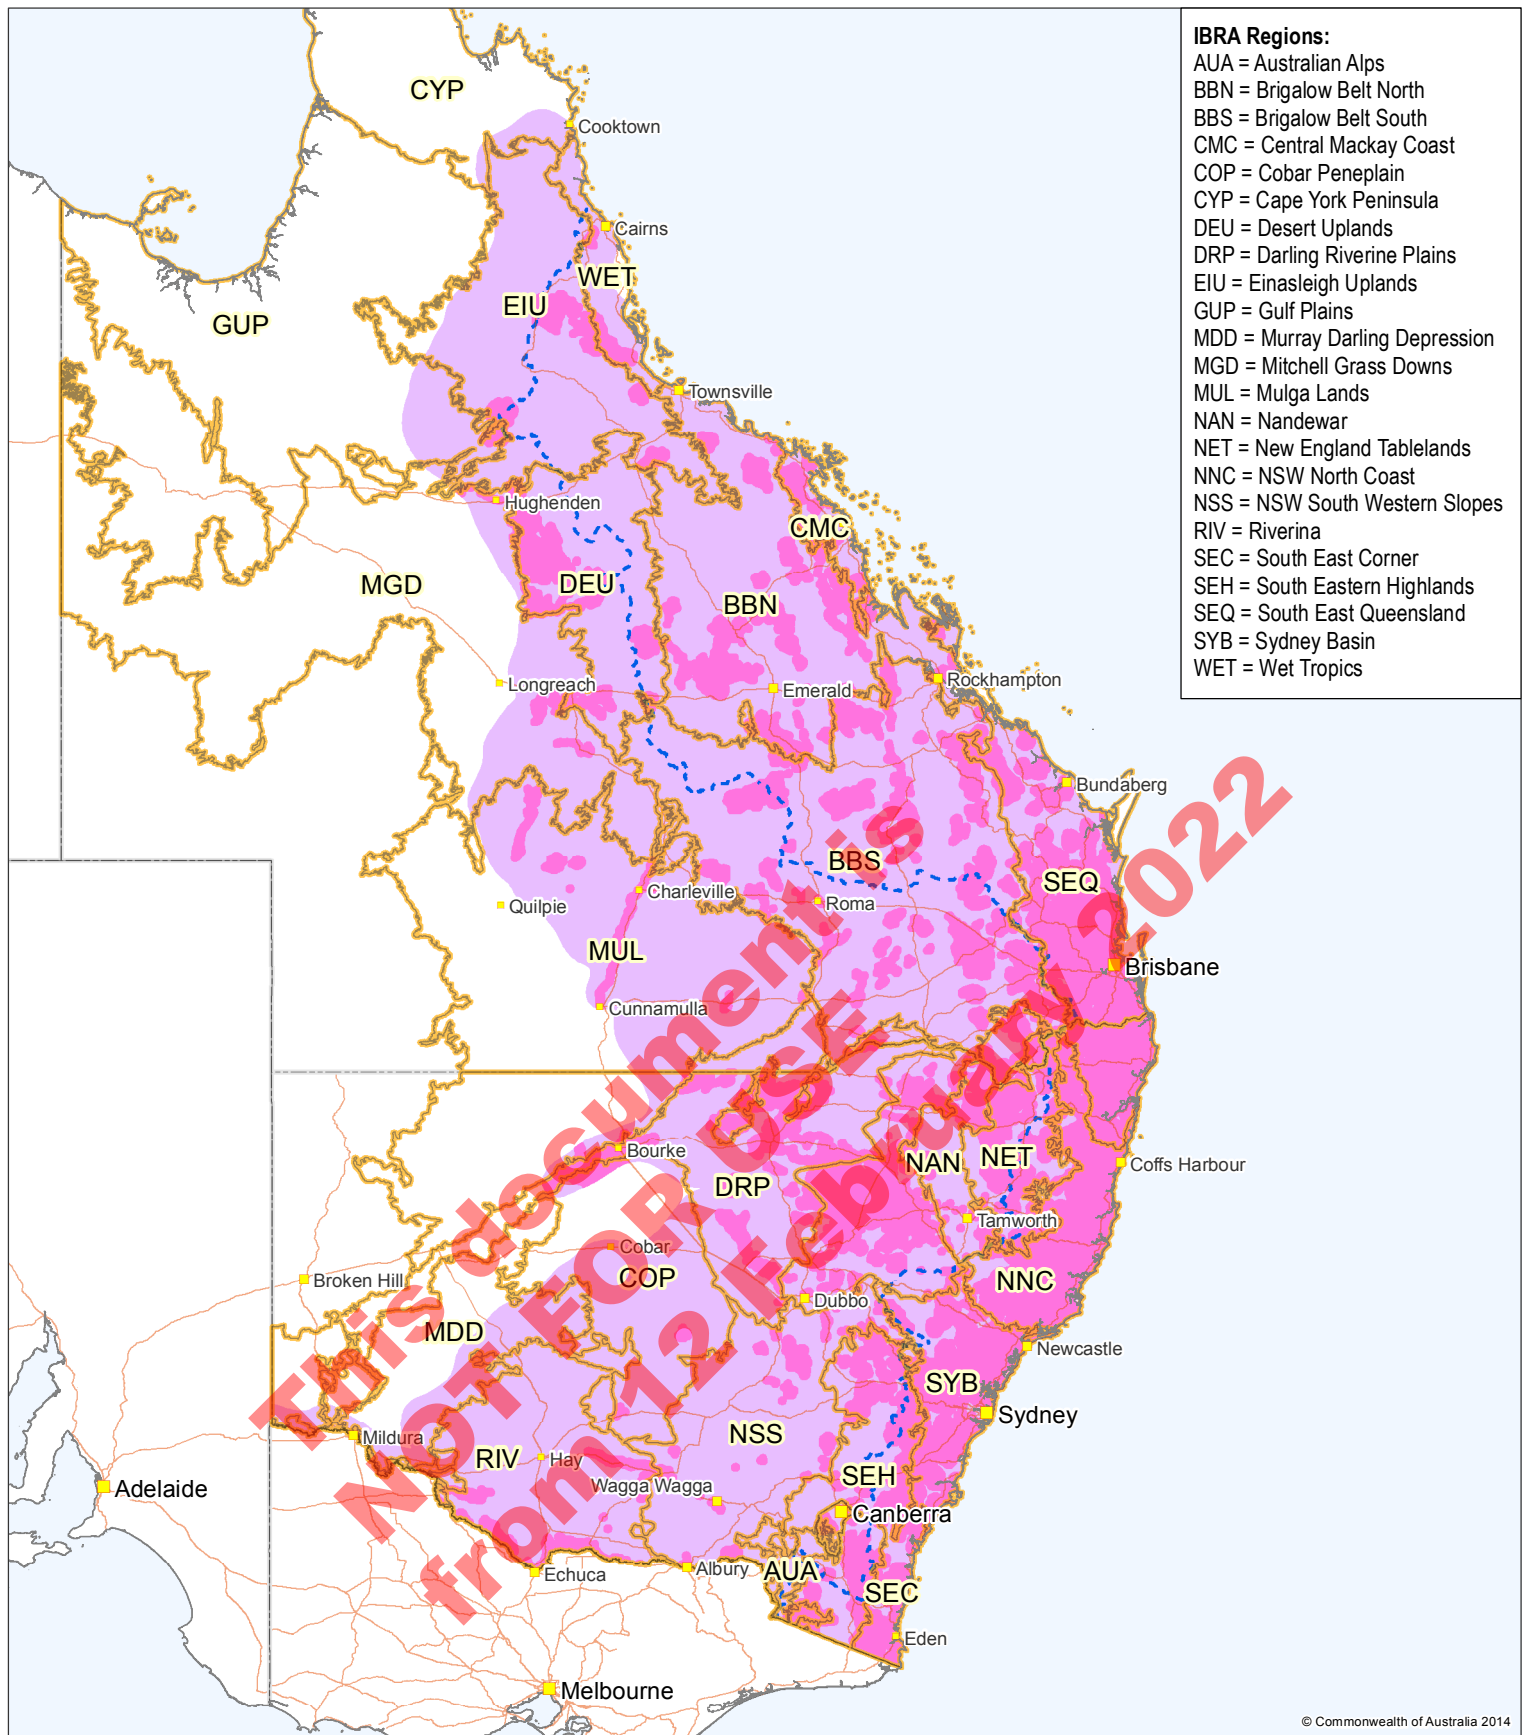 IBRA Regions:
AUA = Australian Alps
BBN = Brigalow Belt North
BBS = Brigalow Belt South
CMC = Central Mackay Coast
COP = Cobar Peneplain
CYP = Cape York Peninsula
DEU = Desert Uplands
DRP = Darling Riverine Plains
EIU = Einasleigh Uplands
GUP = Gulf Plains
MDD = Murray Darling Depression
MGD = Mitchell Grass Downs
MUL = Mulga Lands
NAN = Nandewar
NET = New England Tablelands
NNC = NSW North Coast
NSS = NSW South Western Slopes
RIV = Riverina
SEC = South East Corner
SEH = South Eastern Highlands
SEQ = South East Queensland
SYB = Sydney Basin
WET = Wet Tropics
CYP
Cooktown
Cairns
WET
EIU
GUP
Townsville
Hughenden
CMC
MGD
DEU
BBN
Longreach
Emerald
Rockhampton
Bundaberg
BBS
SEQ
Charleville
Roma
Quilpie
MUL
Brisbane
Cunnamulla
Bourke
NAN
NET
Coffs Harbour
DRP
Tamworth
Cobar
COP
Broken Hill
NNC
Dubbo
MDD
Newcastle
SYB
Sydney
Mildura
NSS
RIV
Hay
SEH
Wagga Wagga
Adelaide
Canberra
Echuca
Albury
AUA
SEC
Eden
Melbourne
This document is
NOT FOR USE
from 12 February 2022
© Commonwealth of Australia 2014